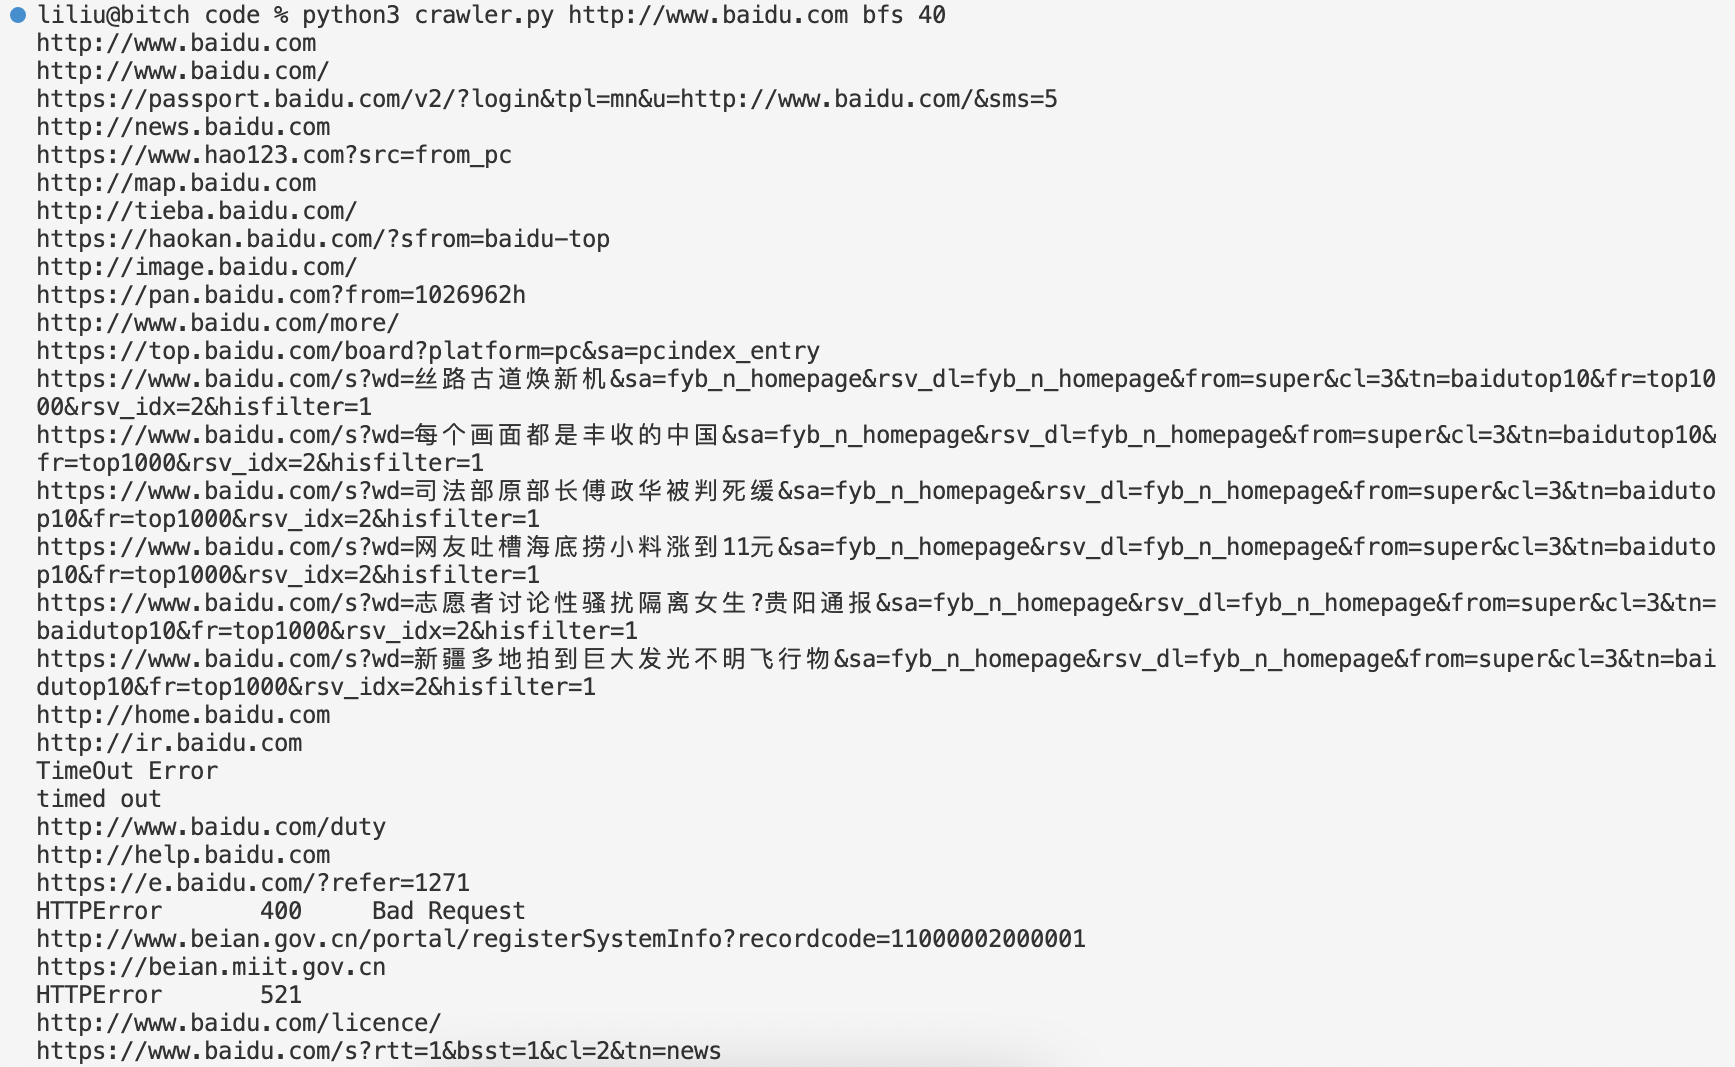 liliu@bitch code % python3 crawler.py http://www.baidu.com bfs 40
http://www.baidu.com
http://www.baidu.com/
https://passport.baidu.com/v2/?login&tpl=mn&u=http://www.baidu.com/&sms=5
http://news.baidu.com
https://www.hao123.com?src=from_pc
http://map.baidu.com
http://tieba.baidu.com/
https://haokan.baidu.com/?sfrom=baidu-top
http://image.baidu.com/
https://pan.baidu.com?from=1026962h
http://www.baidu.com/more/
https://top.baidu.com/board?platform=pc&sa=pcindex_entry
https://www.baidu.com/s?wd=丝路古道焕新机&sa=fyb_n_homepage&rsv_dl=fyb_n_homepage&from=super&cl=3&tn=baidutop10&fr=top10
00&rsv_idx=2&hisfilter=1
https://www.baidu.com/s?wd=每个画面都是丰收的中国&sa=fyb_n_homepage&rsv_dl=fyb_n_homepage&from=super&cl=3&tn=baidutop10&
fr=top1000&rsv_idx=2&hisfilter=1
https://www.baidu.com/s?wd=司法部原部长傅政华被判死缓&sa=fyb_n_homepage&rsv_dl=fyb_n_homepage&from=super&cl=3&tn=baiduto
p10&fr=top1000&rsv_idx=2&hisfilter=1
https://www.baidu.com/s?wd=网友吐槽海底捞小料涨到11元&sa=fyb_n_homepage&rsv_dl=fyb_n_homepage&from=super&cl=3&tn=baiduto
p10&fr=top1000&rsv_idx=2&hisfilter=1
https://www.baidu.com/s?wd=志愿者讨论性骚扰隔离女生?贵阳通报&sa=fyb_n_homepage&rsv_dl=fyb_n_homepage&from=super&cl=3&tn=
baidutop10&fr=top1000&rsv_idx=2&hisfilter=1
https://www.baidu.com/s?wd=新疆多地拍到巨大发光不明飞行物&sa=fyb_n_homepage&rsv_dl=fyb_n_homepage&from=super&cl=3&tn=bai
dutop10&fr=top1000&rsv_idx=2&hisfilter=1
http://home.baidu.com
http://ir.baidu.com
TimeOut Error
timed out
http://www.baidu.com/duty
http://help.baidu.com
https://e.baidu.com/?refer=1271
HTTPError       400     Bad Request
http://www.beian.gov.cn/portal/registerSystemInfo?recordcode=11000002000001
https://beian.miit.gov.cn
HTTPError       521
http://www.baidu.com/licence/
https://www.baidu.com/s?rtt=1&bsst=1&cl=2&tn=news